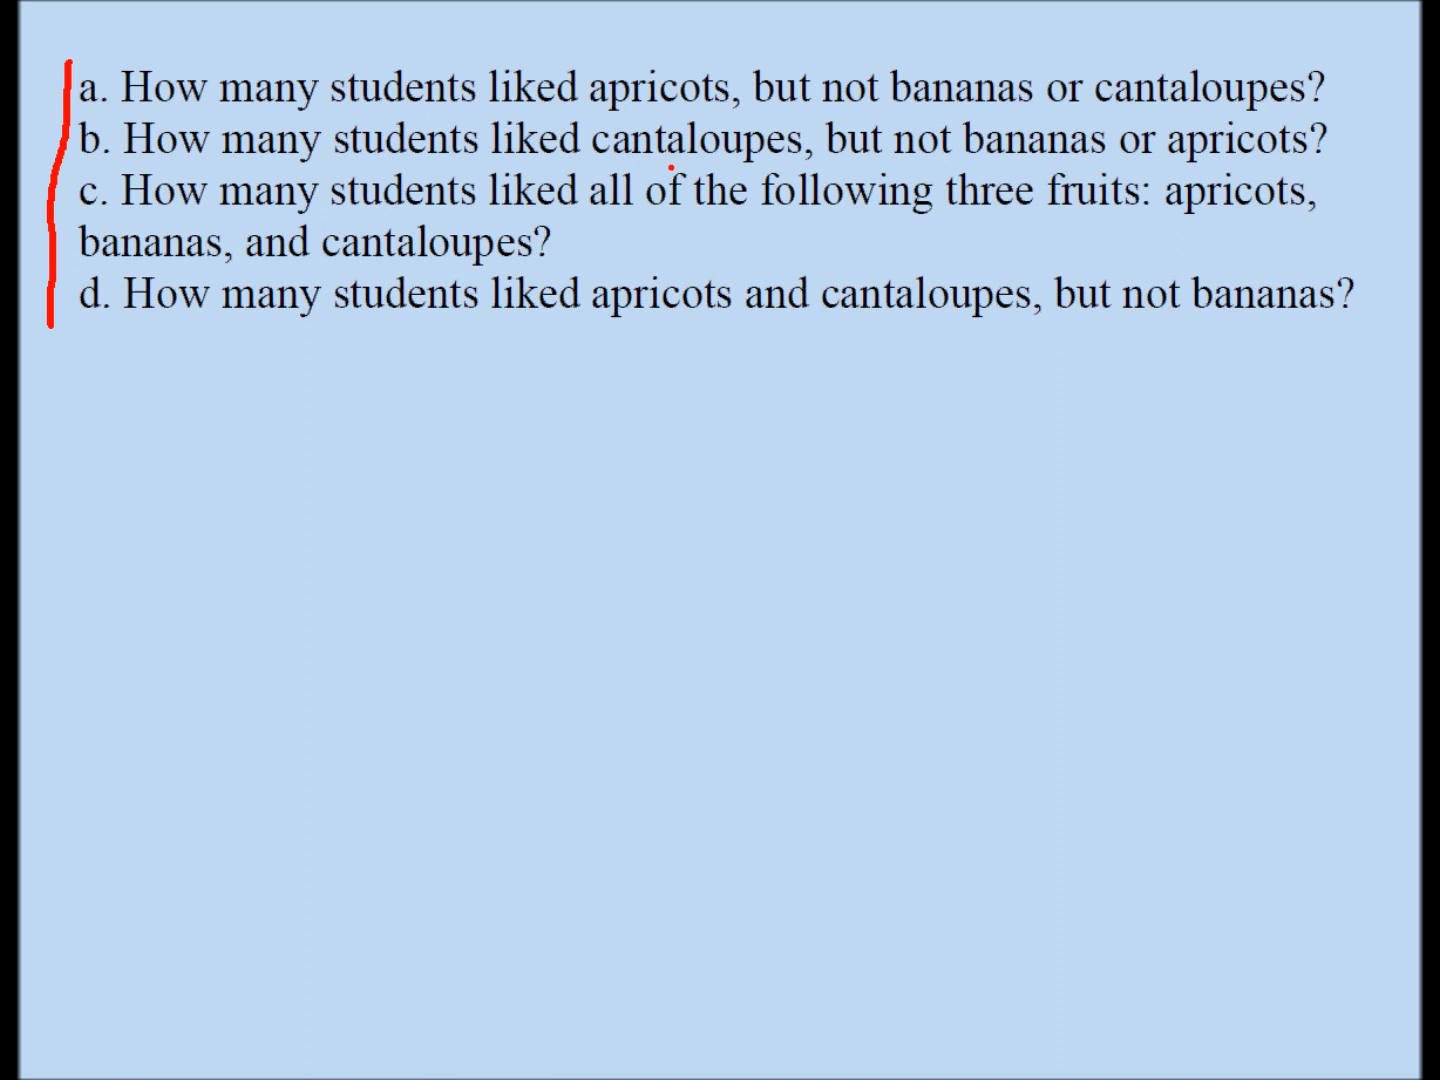 a. How many students liked apricots, but not bananas or cantaloupes?
b. How many students liked cantaloupes, but not bananas or apricots?
c. How many students liked all of the following three fruits: apricots,
bananas, and cantaloupes?
d. How many students liked apricots and cantaloupes, but not bananas?